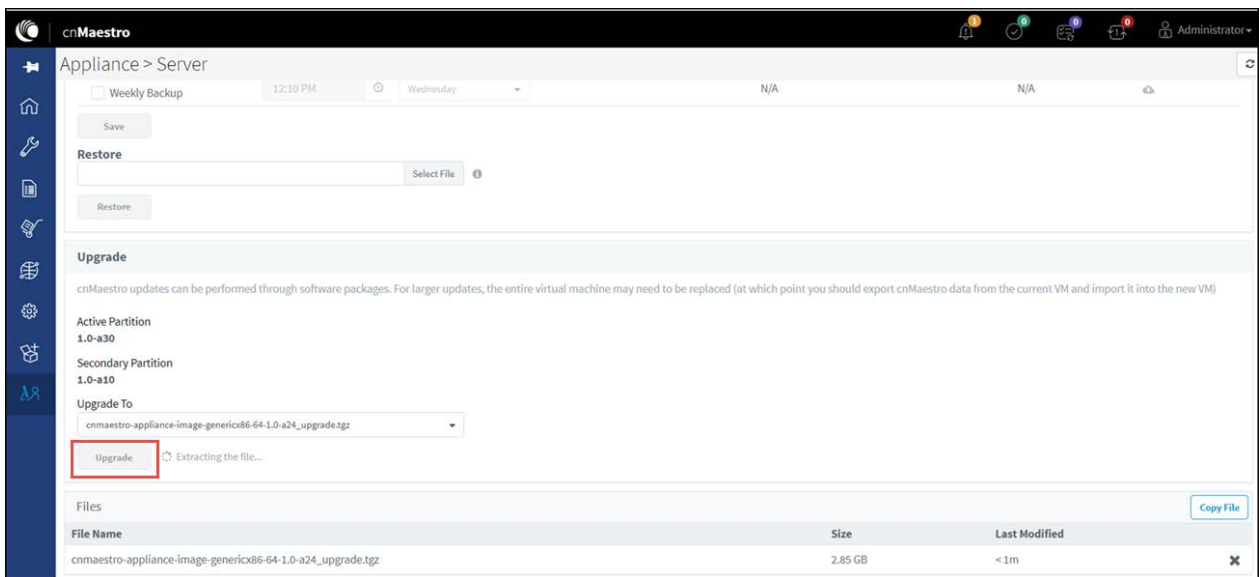 cnMaestro
1
0
0
0
Administrator
Appliance > Server
Weekly Backup 12:10 PM Wednesday N/A N/A
Save
Restore
Select File
Restore
Upgrade
cnMaestro updates can be performed through software packages. For larger updates, the entire virtual machine may need to be replaced (at which point you should export cnMaestro data from the current VM and import it into the new VM)
Active Partition
1.0-a30
Secondary Partition
1.0-a10
Upgrade To
cnmaestro-appliance-image-genericx86-64-1.0-a24_upgrade.tgz
Upgrade Extracting the file...
Files Copy File
File Name Size Last Modified
cnmaestro-appliance-image-genericx86-64-1.0-a24_upgrade.tgz 2.85 GB <1m